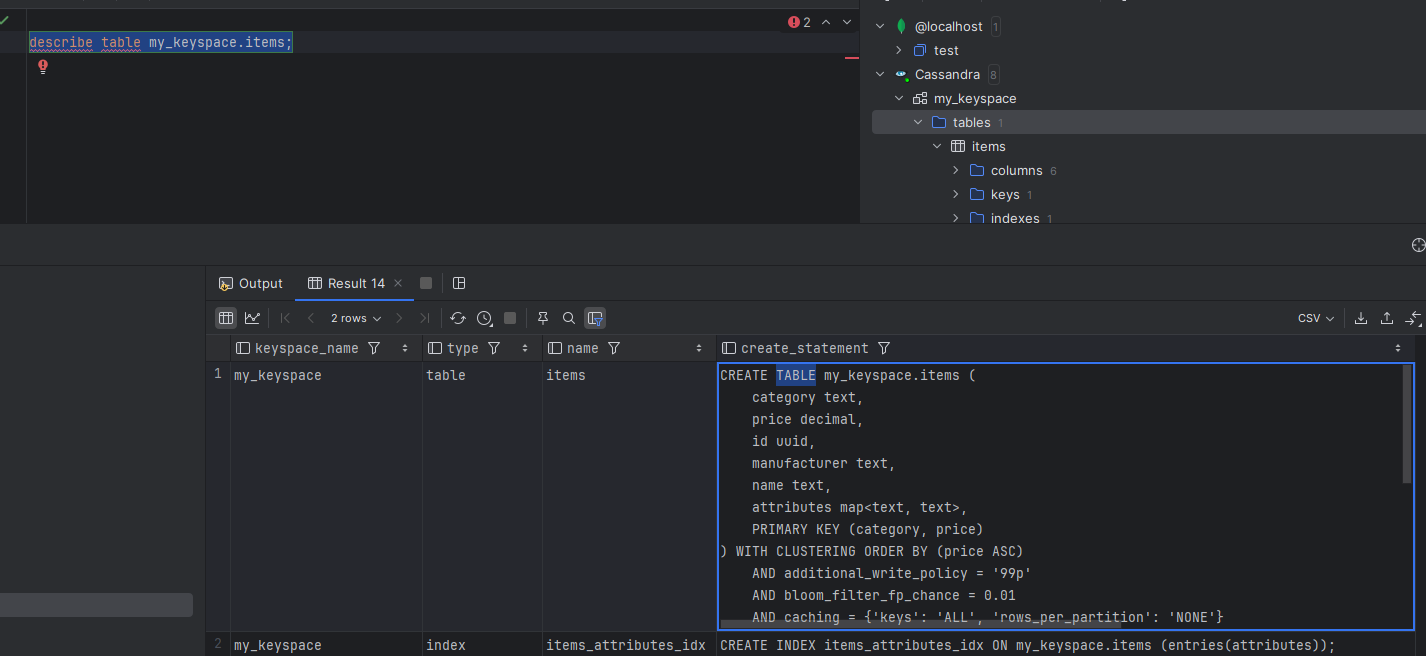 2
describe table my_keyspace.items;
@localhost 1
test
Cassandra 8
my_keyspace
tables 1
items
columns 6
keys 1
indexes 1
Output
Result 14
2 rows
CSV
keyspace_name
type
name
create_statement
1
my_keyspace
table
items
CREATE TABLE my_keyspace.items (
    category text,
    price decimal,
    id uuid,
    manufacturer text,
    name text,
    attributes map<text, text>,
    PRIMARY KEY (category, price)
) WITH CLUSTERING ORDER BY (price ASC)
    AND additional_write_policy = '99p'
    AND bloom_filter_fp_chance = 0.01
    AND caching = {'keys': 'ALL', 'rows_per_partition': 'NONE'}
2
my_keyspace
index
items_attributes_idx
CREATE INDEX items_attributes_idx ON my_keyspace.items (entries(attributes));